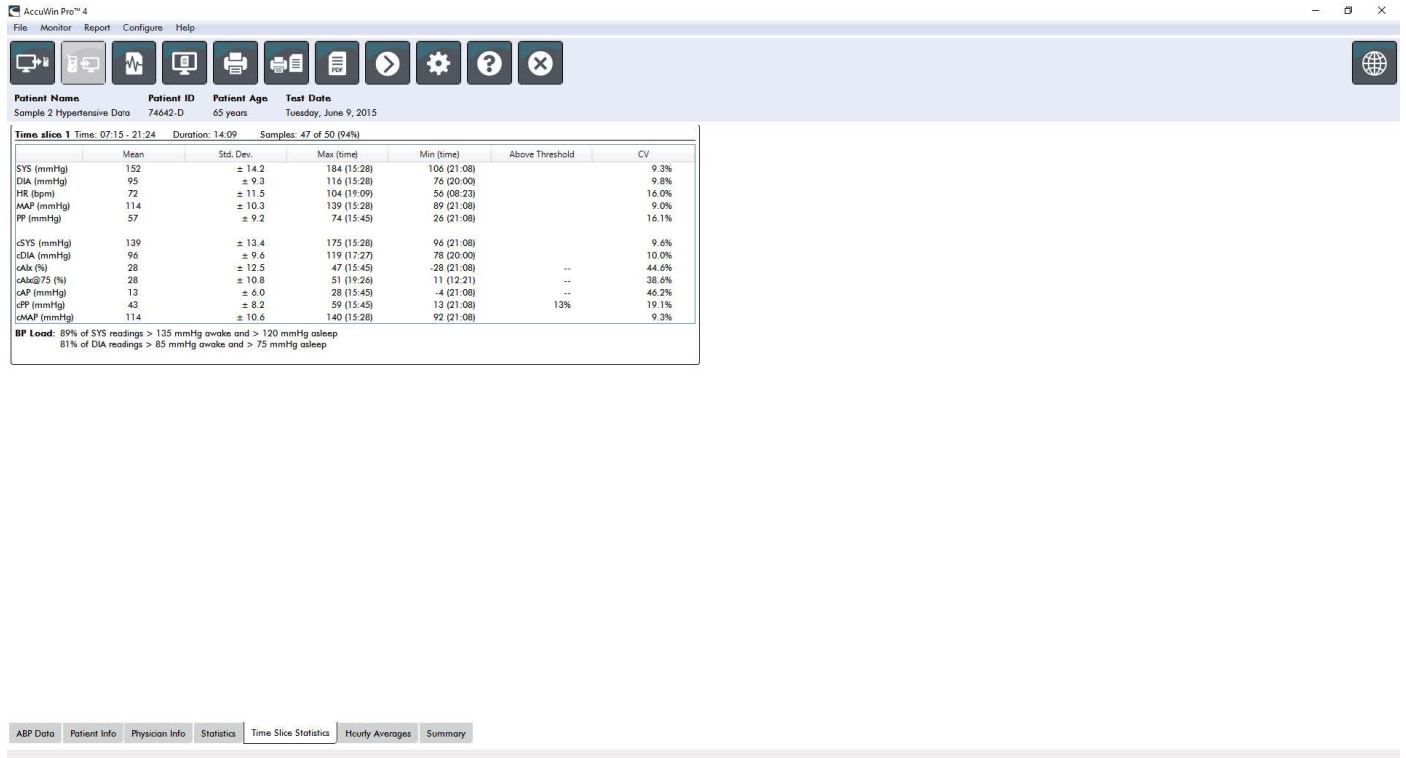 AccuWin Pro™ 4
File Monitor Report Configure Help
PDF
Patient Name Patient ID Patient Age Test Date
Sample 2 Hypertensive Data 74642-D 65 years Tuesday, June 9, 2015
Time slice 1 Time: 07:15 - 21:24 Duration: 14:09 Samples: 47 of 50 (94%)
Mean Std. Dev. Max (time) Min (time) Above Threshold CV
SYS (mmHg) 152 ± 14.2 184 (15:28) 106 (21:08) 9.3%
DIA (mmHg) 95 ± 9.3 116 (15:28) 76 (20:00) 9.8%
HR (bpm) 72 ± 11.5 104 (19:09) 56 (08:23) 16.0%
MAP (mmHg) 114 ± 10.3 139 (15:28) 89 (21:08) 9.0%
PP (mmHg) 57 ± 9.2 74 (15:45) 26 (21:08) 16.1%
cSYS (mmHg) 139 ± 13.4 175 (15:28) 96 (21:08) 9.6%
cDIA (mmHg) 96 ± 9.6 119 (17:27) 78 (20:00) 10.0%
cAIx (%) 28 ± 12.5 47 (15:45) -28 (21:08) -- 44.6%
cAIx@75 (%) 28 ± 10.8 51 (19:26) 11 (12:21) -- 38.6%
cAP (mmHg) 13 ± 6.0 28 (15:45) -4 (21:08) -- 46.2%
cPP (mmHg) 43 ± 8.2 59 (15:45) 13 (21:08) 13% 19.1%
cMAP (mmHg) 114 ± 10.6 140 (15:28) 92 (21:08) 9.3%
BP Load: 89% of SYS readings > 135 mmHg awake and > 120 mmHg asleep
81% of DIA readings > 85 mmHg awake and > 75 mmHg asleep
ABP Data Patient Info Physician Info Statistics Time Slice Statistics Hourly Averages Summary